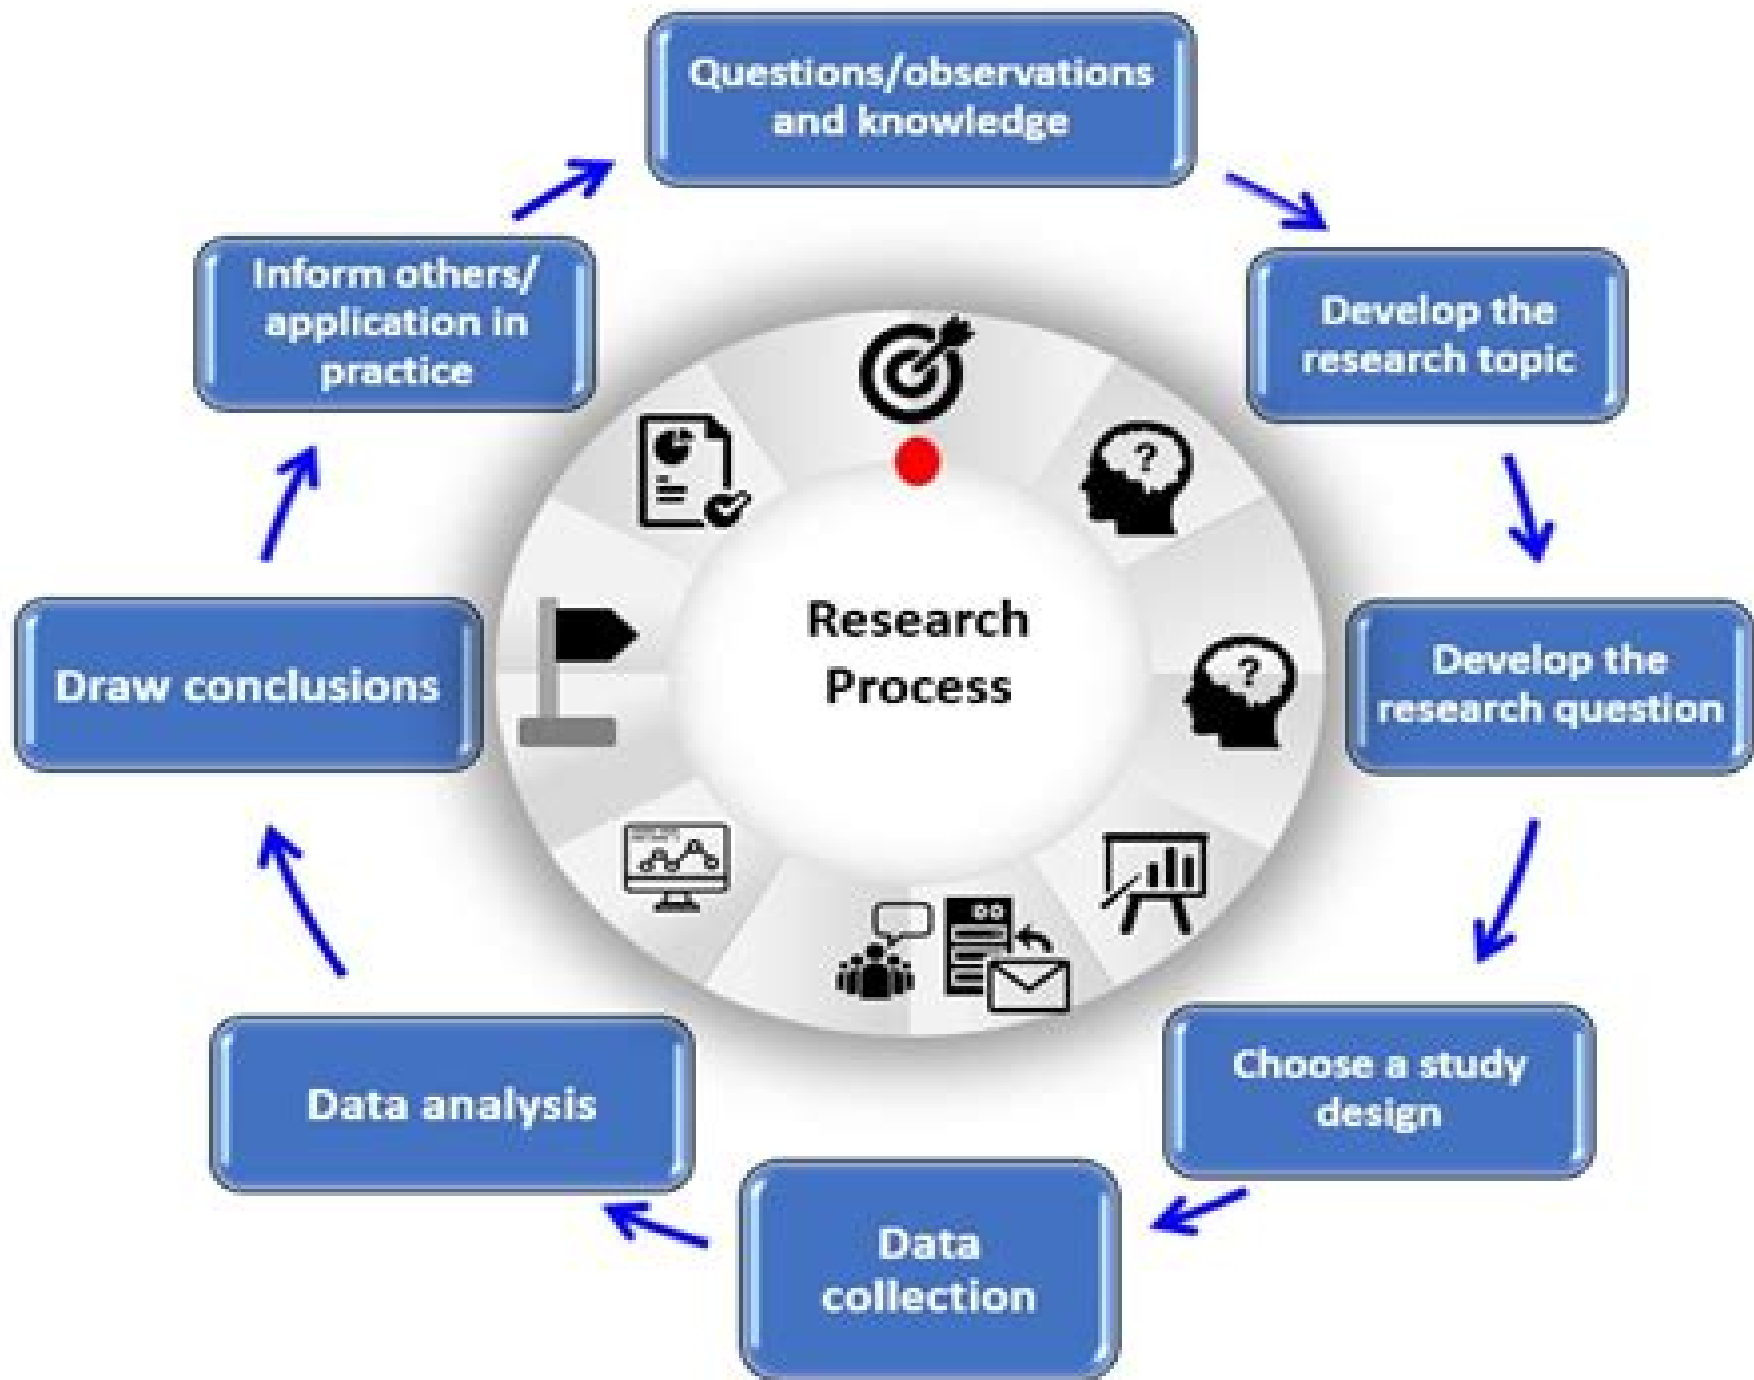 Questions/observations
and knowledge
Develop the
research topic
Develop the
research question
Choose a study
design
Data
collection
Data analysis
Draw conclusions
Inform others/
application in
practice
Research
Process
?
?